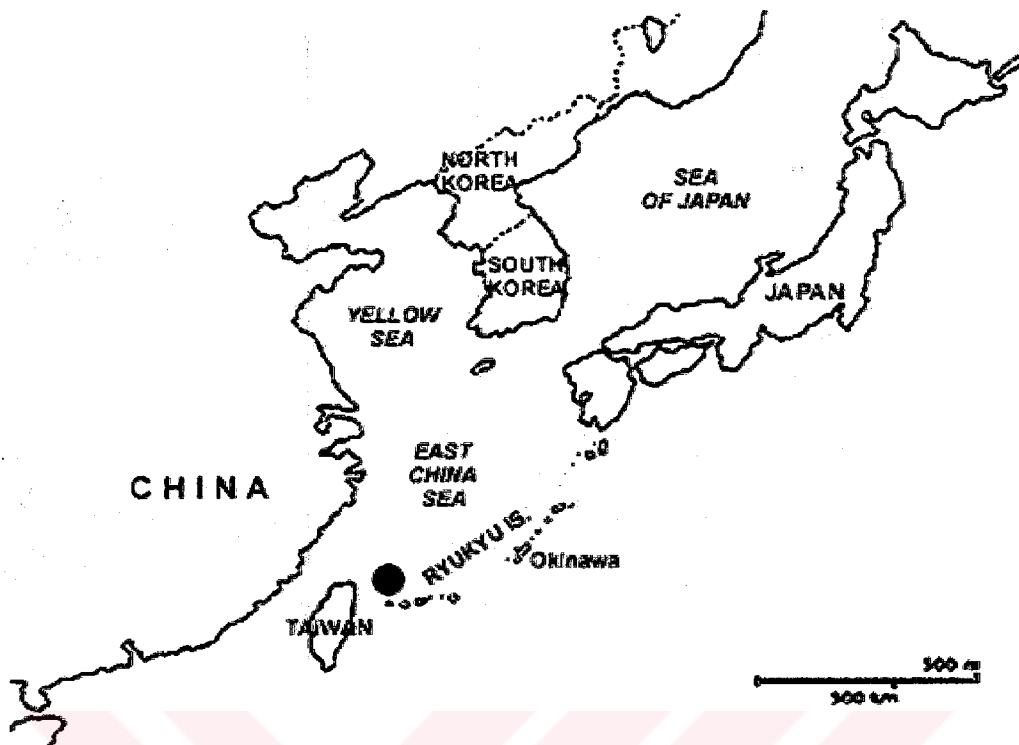 NORTH
KOREA
SEA
OF JAPAN
SOUTH
KOREA
JAPAN
YELLOW
SEA
EAST
CHINA
SEA
CHINA
RYUKYU IS.
Okinawa
TAIWAN
500 m
500 km